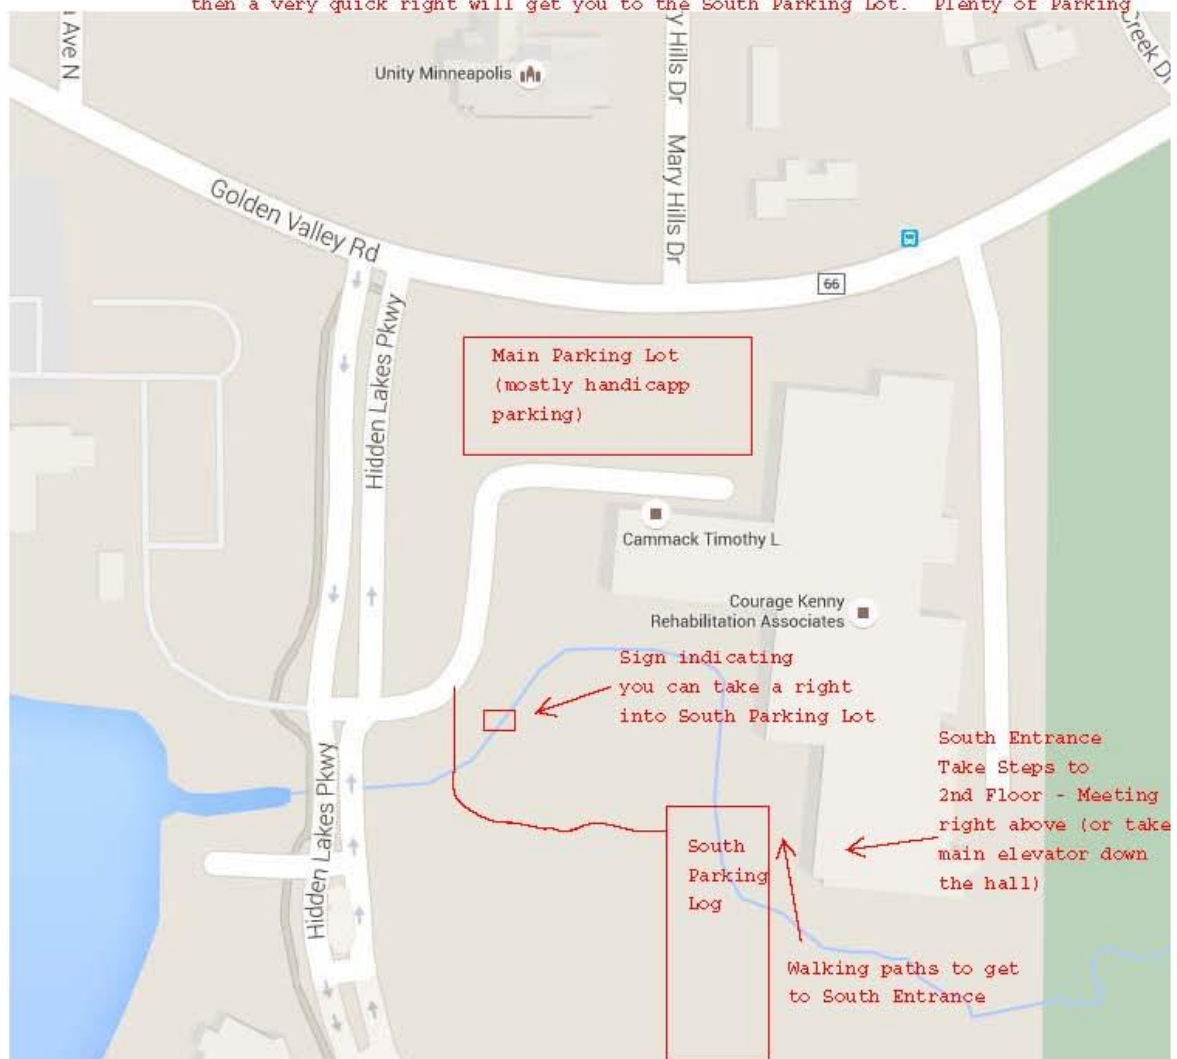 then a very quick right will get you to the South Parking Lot. Plenty of Parking
Ave N
Unity Minneapolis
y Hills Dr
Creek Dr
Mary Hills Dr
Golden Valley Rd
66
Hidden Lakes Pkwy
Main Parking Lot
(mostly handicapp
parking)
Cammack Timothy L
Courage Kenny
Rehabilitation Associates
Sign indicating
you can take a right
into South Parking Lot
South Entrance
Take Steps to
2nd Floor - Meeting
right above (or take
main elevator down
the hall)
Hidden Lakes Pkwy
South
Parking
Log
Walking paths to get
to South Entrance